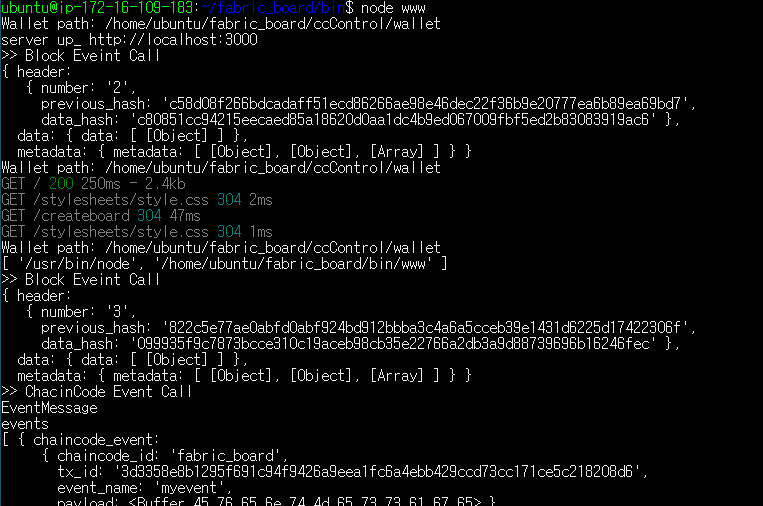 ubuntu@ip-172-16-109-183:~/fabric_board/bin$ node www
Wallet path: /home/ubuntu/fabric_board/ccControl/wallet
server up_ http://localhost:3000
>> Block Eveint Call
{ header:
   { number: '2',
     previous_hash: 'c58d08f266bdcadaff51ecd86266ae98e46dec22f36b9e20777ea6b89ea69bd7',
     data_hash: 'c80851cc94215eecaed85a18620d0aa1dc4b9ed067009fbf5ed2b83083919ac6' },
  data: { data: [ [Object] ] },
  metadata: { metadata: [ [Object], [Object], [Array] ] } }
Wallet path: /home/ubuntu/fabric_board/ccControl/wallet
GET / 200 250ms - 2.4kb
GET /stylesheets/style.css 304 2ms
GET /createboard 304 47ms
GET /stylesheets/style.css 304 1ms
Wallet path: /home/ubuntu/fabric_board/ccControl/wallet
[ '/usr/bin/node', '/home/ubuntu/fabric_board/bin/www' ]
>> Block Eveint Call
{ header:
   { number: '3',
     previous_hash: '822c5e77ae0abfd0abf924bd912bbba3c4a6a5cceb39e1431d6225d17422306f',
     data_hash: '099935f9c7873bcce310c19aceb98cb35e22766a2db3a9d88739696b16246fec' },
  data: { data: [ [Object] ] },
  metadata: { metadata: [ [Object], [Object], [Array] ] } }
>> ChacinCode Event Call
EventMessage
events
[ { chaincode_event:
     { chaincode_id: 'fabric_board',
       tx_id: '3d3358e8b1295f691c94f9426a9eea1fc6a4ebb429ccd73cc171ce5c218208d6',
       event_name: 'myevent',
       payload: <Buffer 45 76 65 6e 74 4d 65 73 73 61 67 65> },